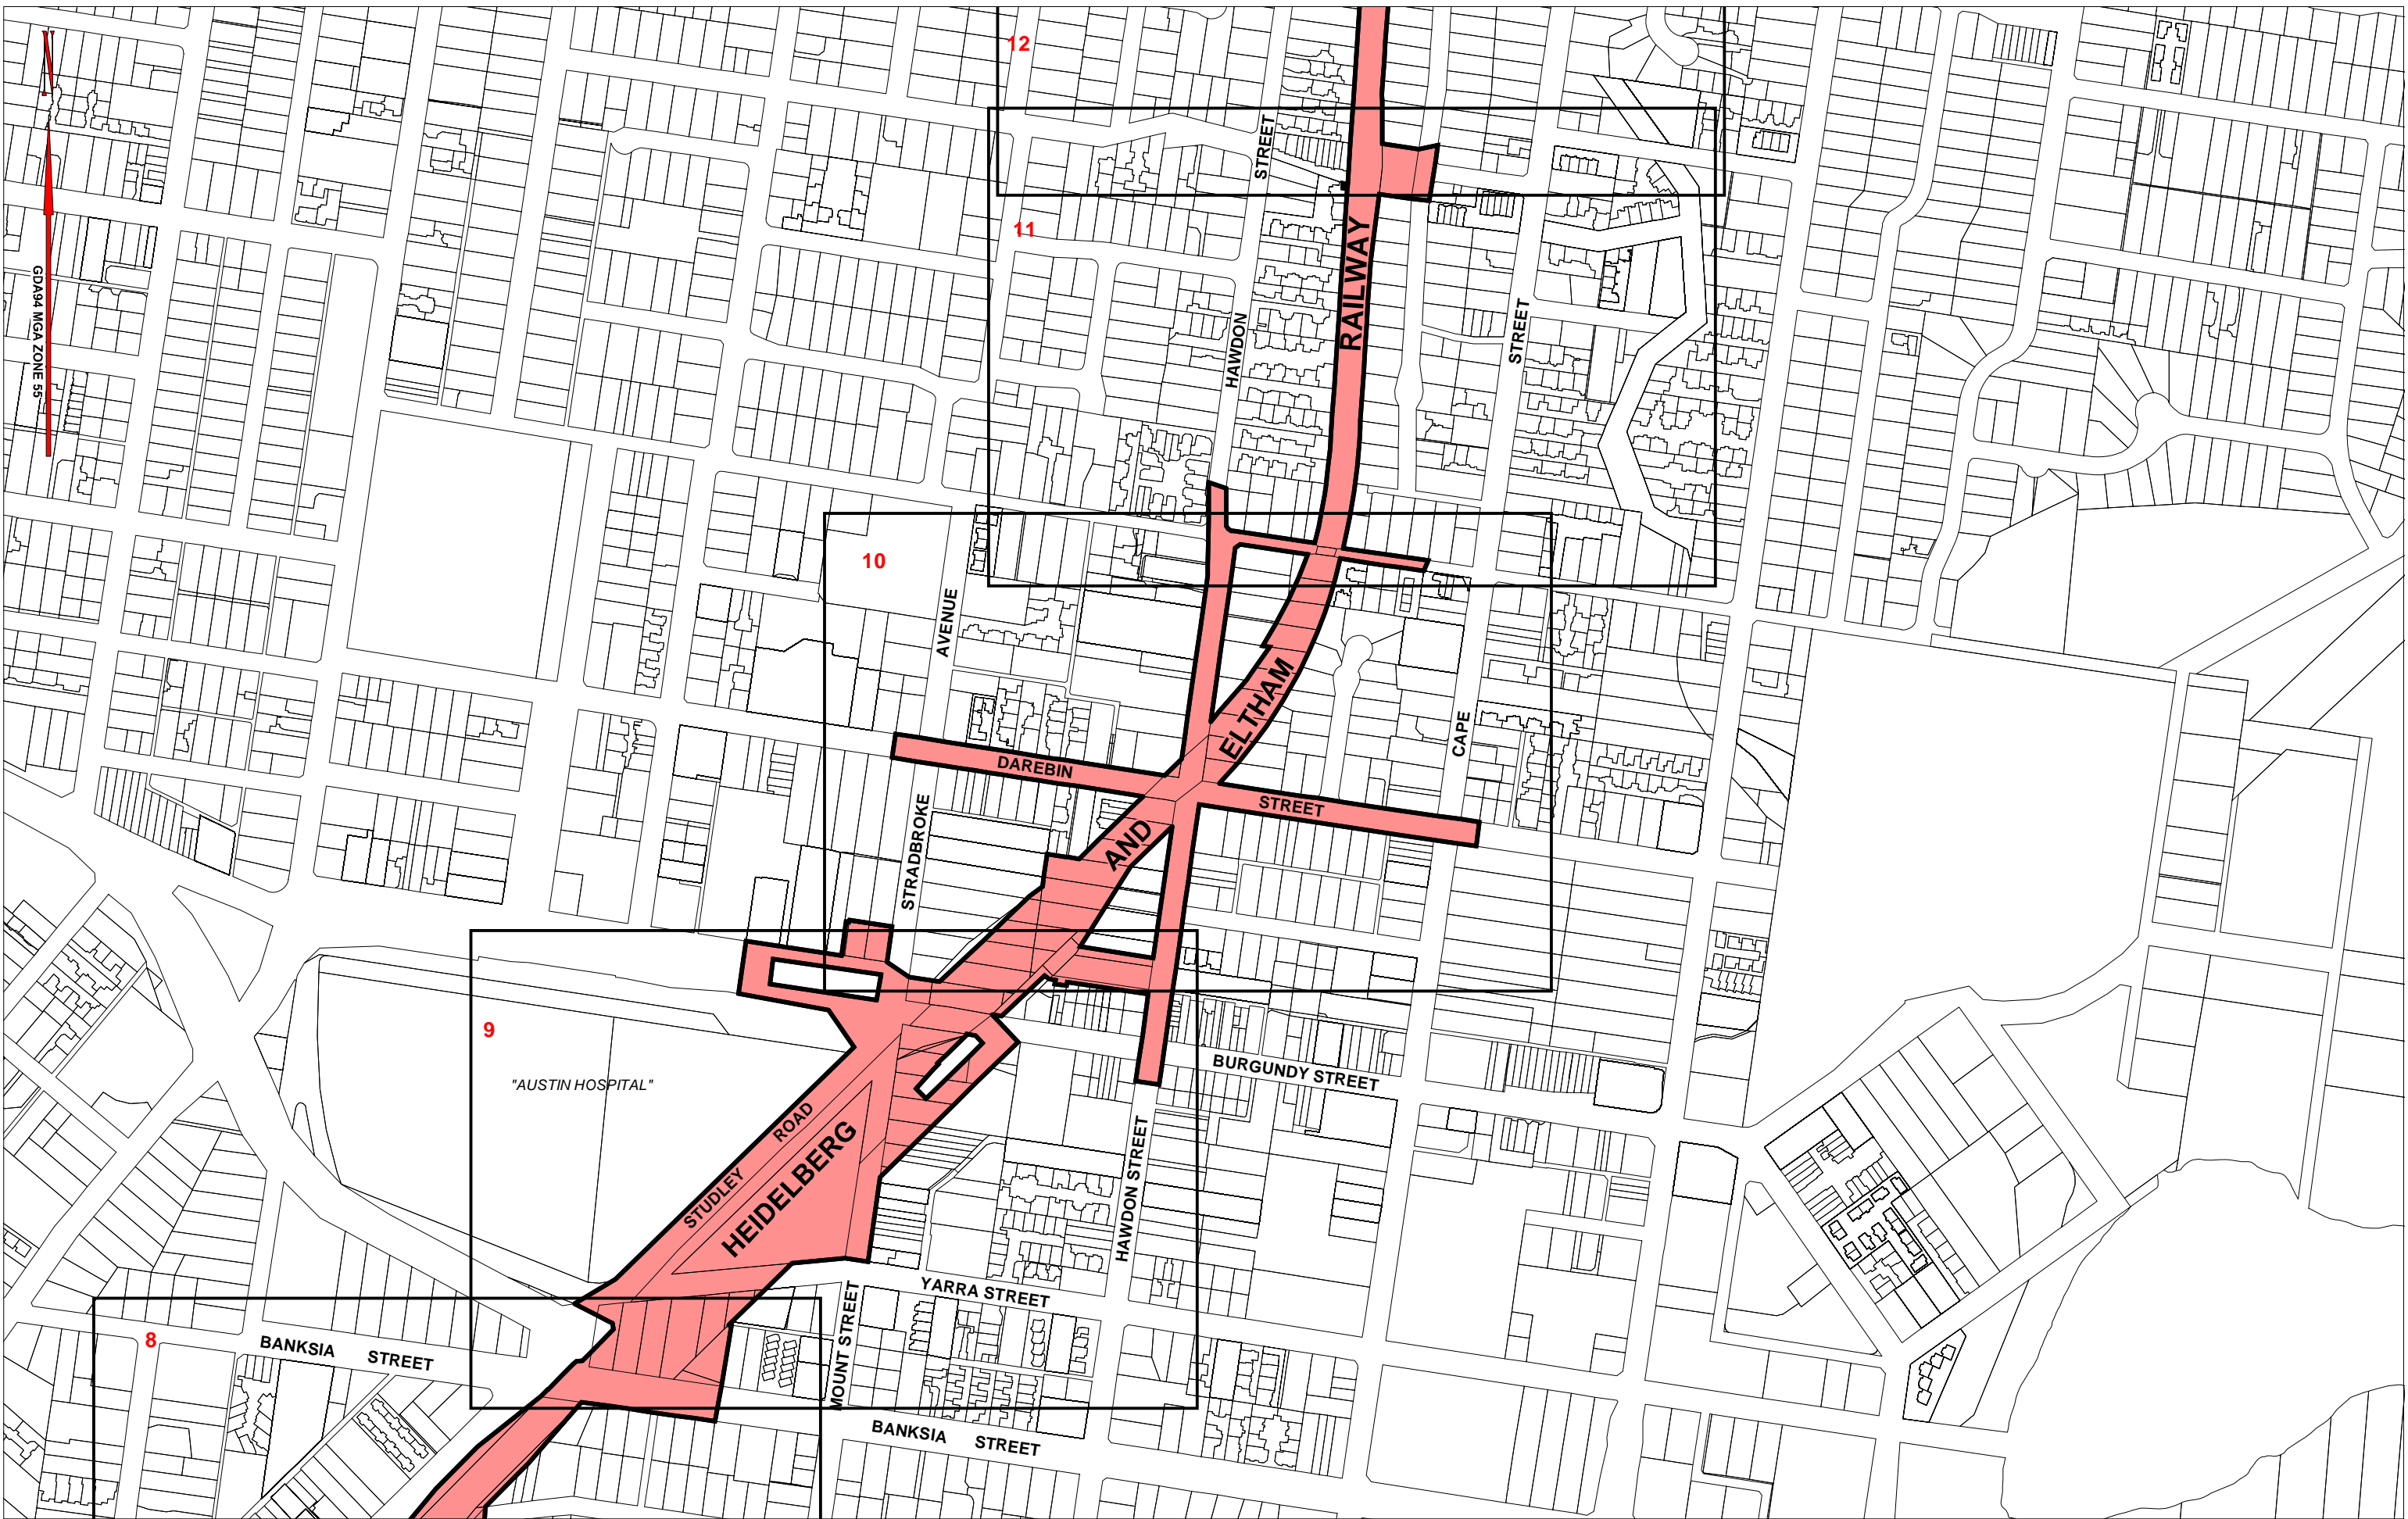 12
STREET
11
RAILWAY
N
GDA94 MGA ZONE 55
HAWDON
STREET
10
AVENUE
ELTHAM
CAPE
DAREBIN
STREET
STRADBROKE
AND
9
"AUSTIN HOSPITAL"
BURGUNDY STREET
STUDLEY ROAD
HEIDELBERG
HAWDON STREET
YARRA STREET
MOUNT STREET
8
BANKSIA STREET
BANKSIA STREET